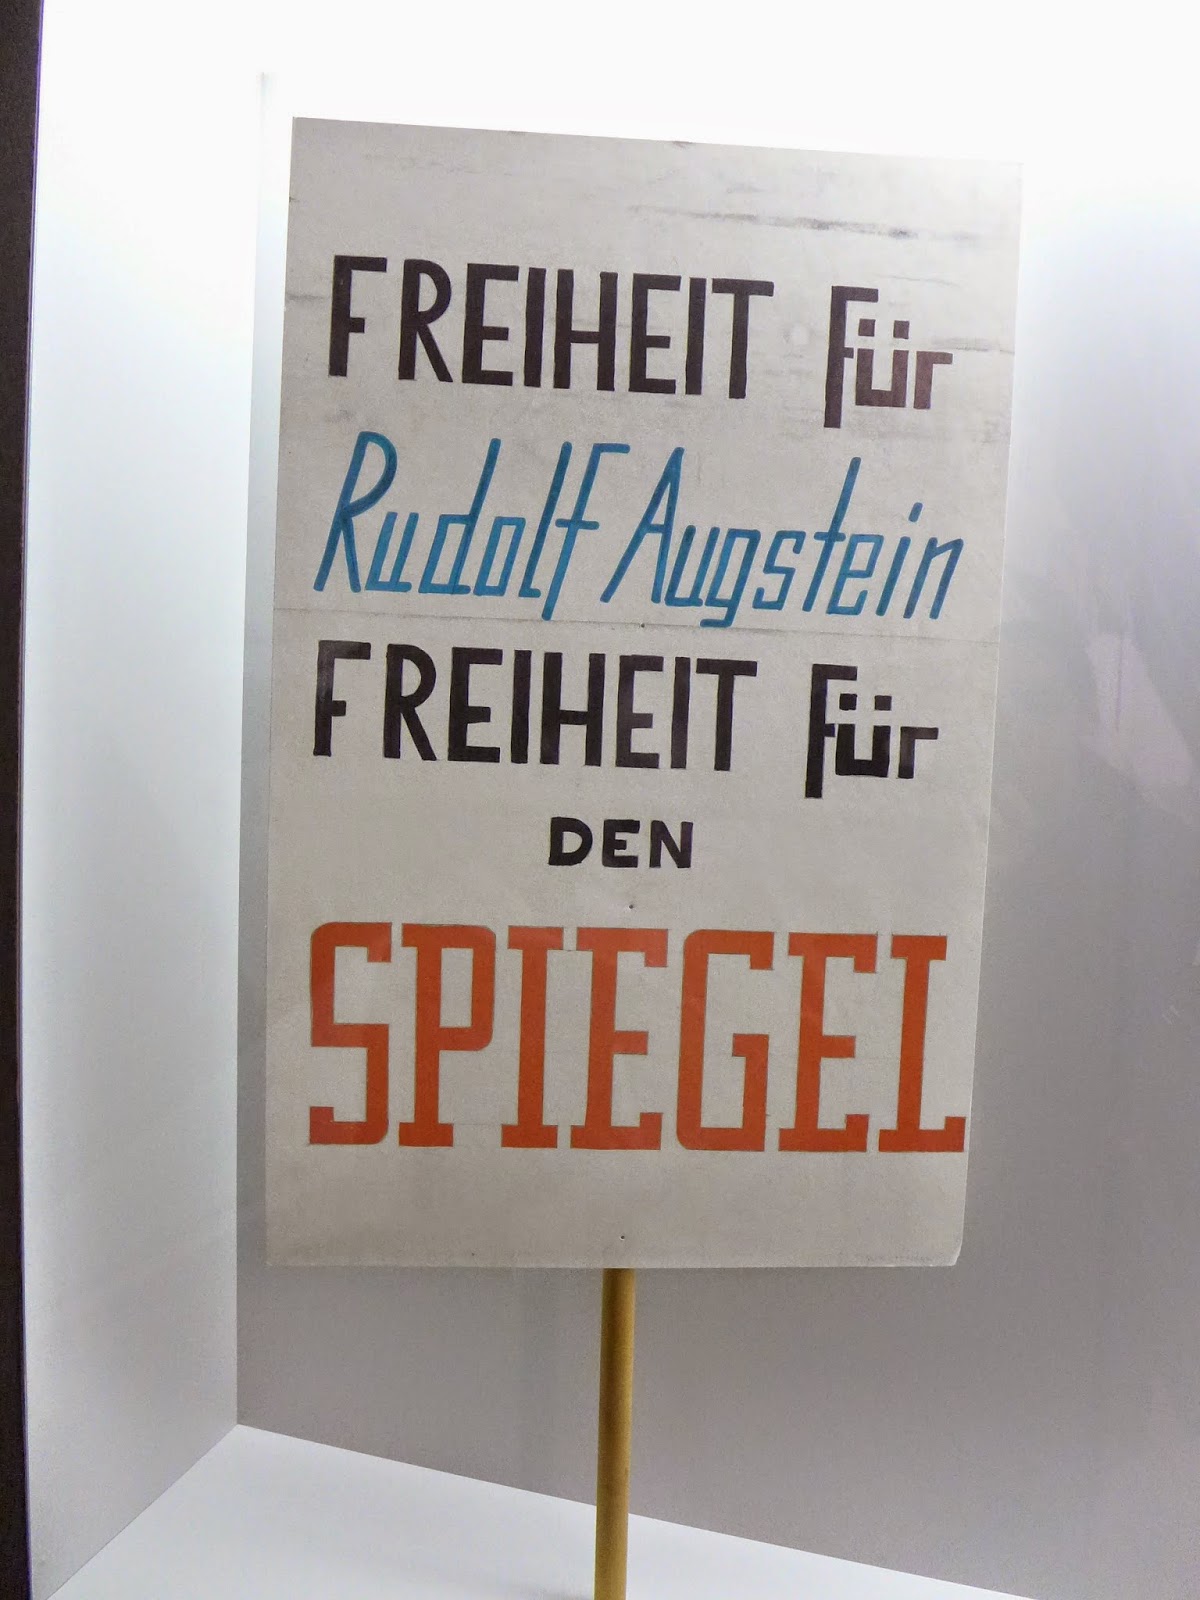 FREIHEIT für
Rudolf Augstein
FREIHEIT für
DEN
SPIEGEL